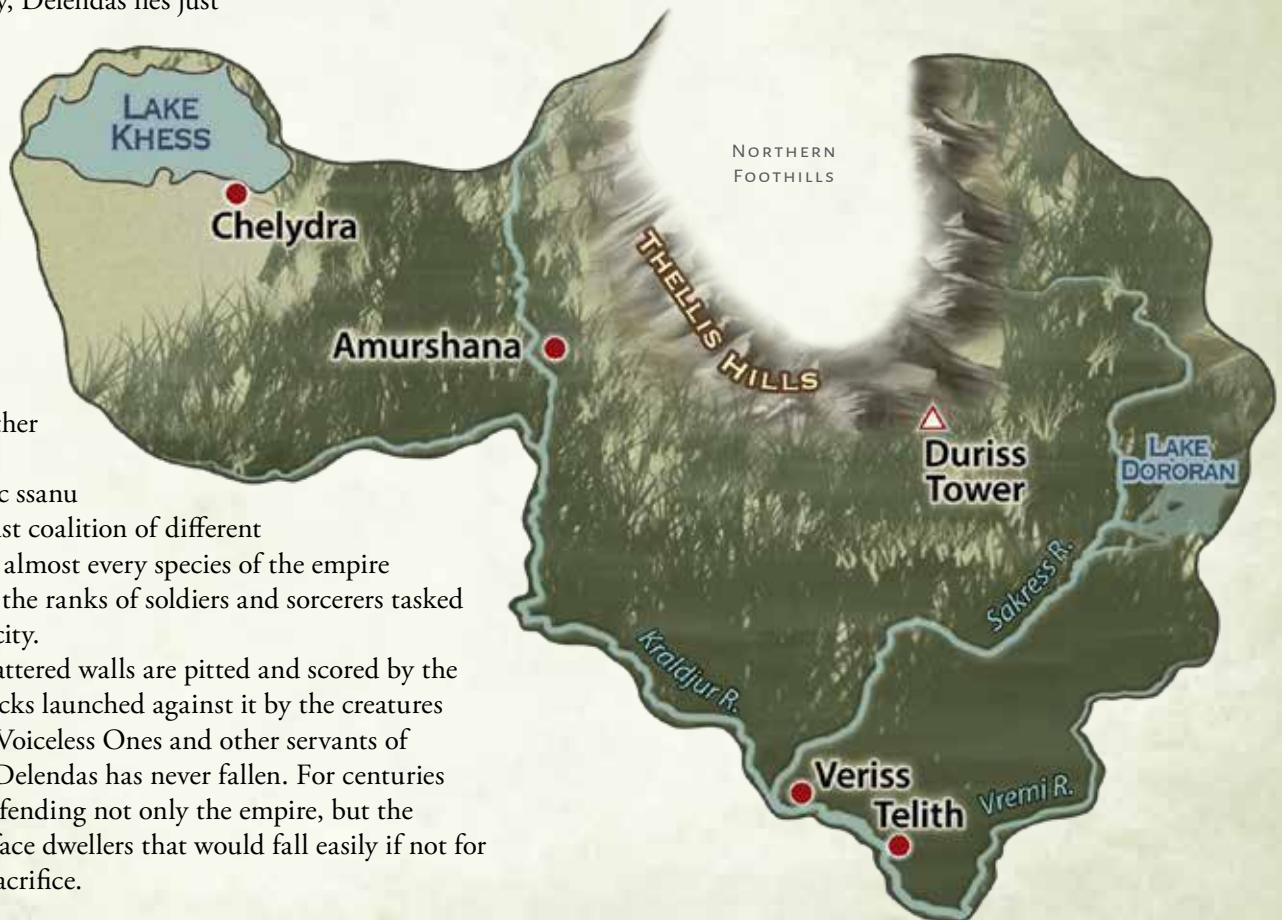 y, Delendas lies just
ther
c ssanu
ast coalition of different
almost every species of the empire
the ranks of soldiers and sorcerers tasked
city.
attered walls are pitted and scored by the
cks launched against it by the creatures
Voiceless Ones and other servants of
Delendas has never fallen. For centuries
fending not only the empire, but the
face dwellers that would fall easily if not for
acrifice.
LAKE
KHESS
Chelydra
NORTHERN
FOOTHILLS
THELLIS HILLS
Amurshana
Duriss
Tower
LAKE
DORORAN
Sakress R.
Kraldjur R.
Veriss
Telith
Vremi R.